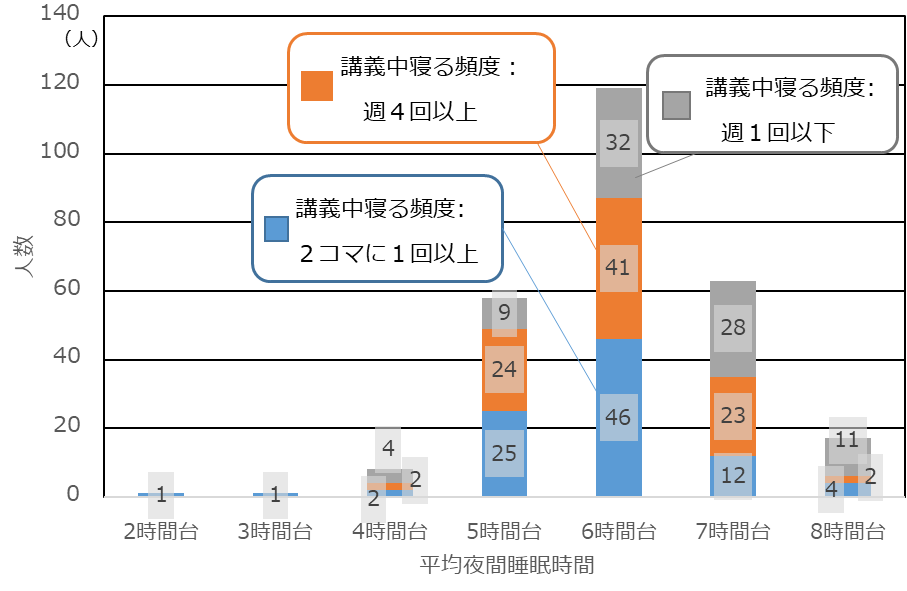 140
(人)
120
100
80
60
40
20
0
人数
講義中寝る頻度：
週４回以上
講義中寝る頻度:
週１回以下
講義中寝る頻度:
２コマに１回以上
1
1
4
2
2
9
24
25
32
41
46
28
23
12
11
2
4
2時間台 3時間台 4時間台 5時間台 6時間台 7時間台 8時間台
平均夜間睡眠時間